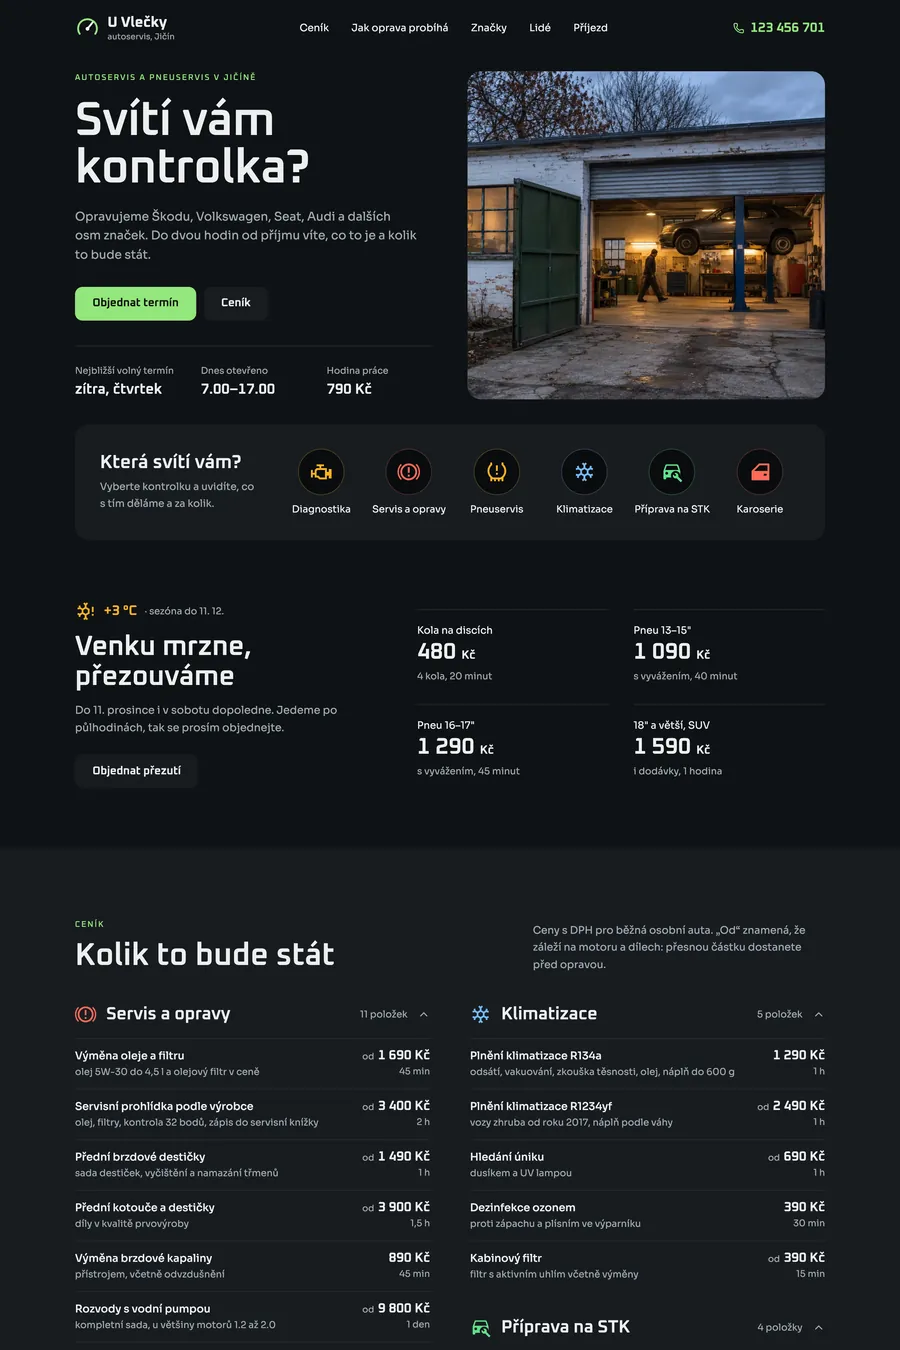 U Vlečky
autoservis, Jičín
Ceník
Jak oprava probíhá
Značky
Lidé
Příjezd
123 456 701
AUTOSERVIS A PNEUSERVIS V JIČÍNĚ
Svítí vám
kontrolka?
Opravujeme Škodu, Volkswagen, Seat, Audi a dalších
osm značek. Do dvou hodin od příjmu víte, co to je a kolik
to bude stát.
Objednat termín
Ceník
Nejbližší volný termín
zítra, čtvrtek
Dnes otevřeno
7.00–17.00
Hodina práce
790 Kč
Která svítí vám?
Vyberte kontrolku a uvidíte, co
s tím děláme a za kolik.
Diagnostika
Servis a opravy
Pneuservis
Klimatizace
Příprava na STK
Karoserie
+3 °C · sezóna do 11. 12.
Venku mrzne,
přezouváme
Do 11. prosince i v sobotu dopoledne. Jedeme po
půlhodinách, tak se prosím objednejte.
Objednat přezutí
Kola na discích
480 Kč
4 kola, 20 minut
Pneu 13–15"
1 090 Kč
s vyvážením, 40 minut
Pneu 16–17"
1 290 Kč
s vyvážením, 45 minut
18" a větší, SUV
1 590 Kč
i dodávky, 1 hodina
CENÍK
Kolik to bude stát
Ceny s DPH pro běžná osobní auta. „Od“ znamená, že
záleží na motoru a dílech: přesnou částku dostanete
před opravou.
Servis a opravy
11 položek
Výměna oleje a filtru
od 1 690 Kč
olej 5W-30 do 4,5 l a olejový filtr v ceně
45 min
Servisní prohlídka podle výrobce
od 3 400 Kč
olej, filtry, kontrola 32 bodů, zápis do servisní knížky
2 h
Přední brzdové destičky
od 1 490 Kč
sada destiček, vyčištění a namazání třmenů
1 h
Přední kotouče a destičky
od 3 900 Kč
díly v kvalitě prvovýroby
1,5 h
Výměna brzdové kapaliny
890 Kč
přístrojem, včetně odvzdušnění
45 min
Rozvody s vodní pumpou
od 9 800 Kč
kompletní sada, u většiny motorů 1.2 až 2.0
1 den
Klimatizace
5 položek
Plnění klimatizace R134a
1 290 Kč
odsátí, vakuování, zkouška těsnosti, olej, náplň do 600 g
1 h
Plnění klimatizace R1234yf
od 2 490 Kč
vozy zhruba od roku 2017, náplň podle váhy
1 h
Hledání úniku
od 690 Kč
dusíkem a UV lampou
1 h
Dezinfekce ozonem
390 Kč
proti zápachu a plísním ve výparníku
30 min
Kabinový filtr
od 390 Kč
filtr s aktivním uhlím včetně výměny
15 min
Příprava na STK
4 položky